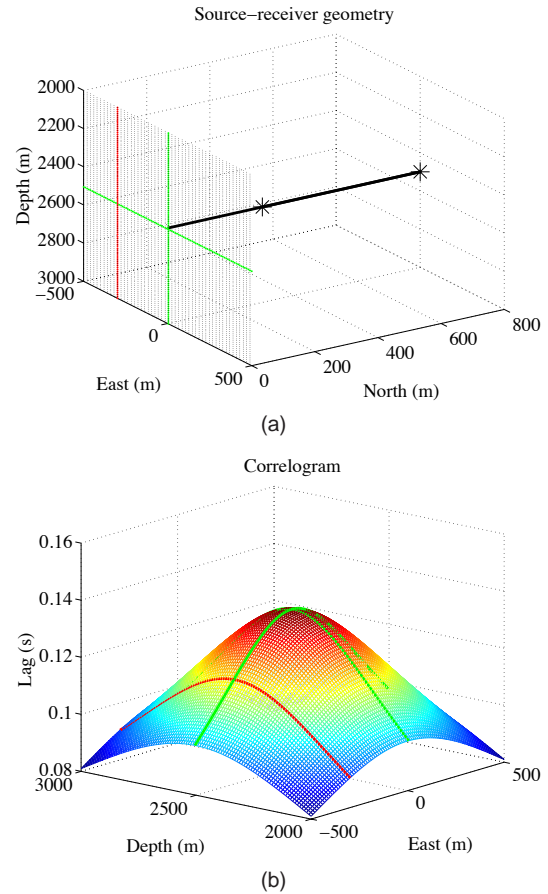 Source−receiver geometry
2000
2200
2400
2600
2800
3000
Depth (m)
−500
0
500
East (m)
0
200
400
600
800
North (m)
(a)
Correlogram
0.16
0.14
0.12
0.1
0.08
Lag (s)
3000
2500
2000
Depth (m)
−500
0
500
East (m)
(b)